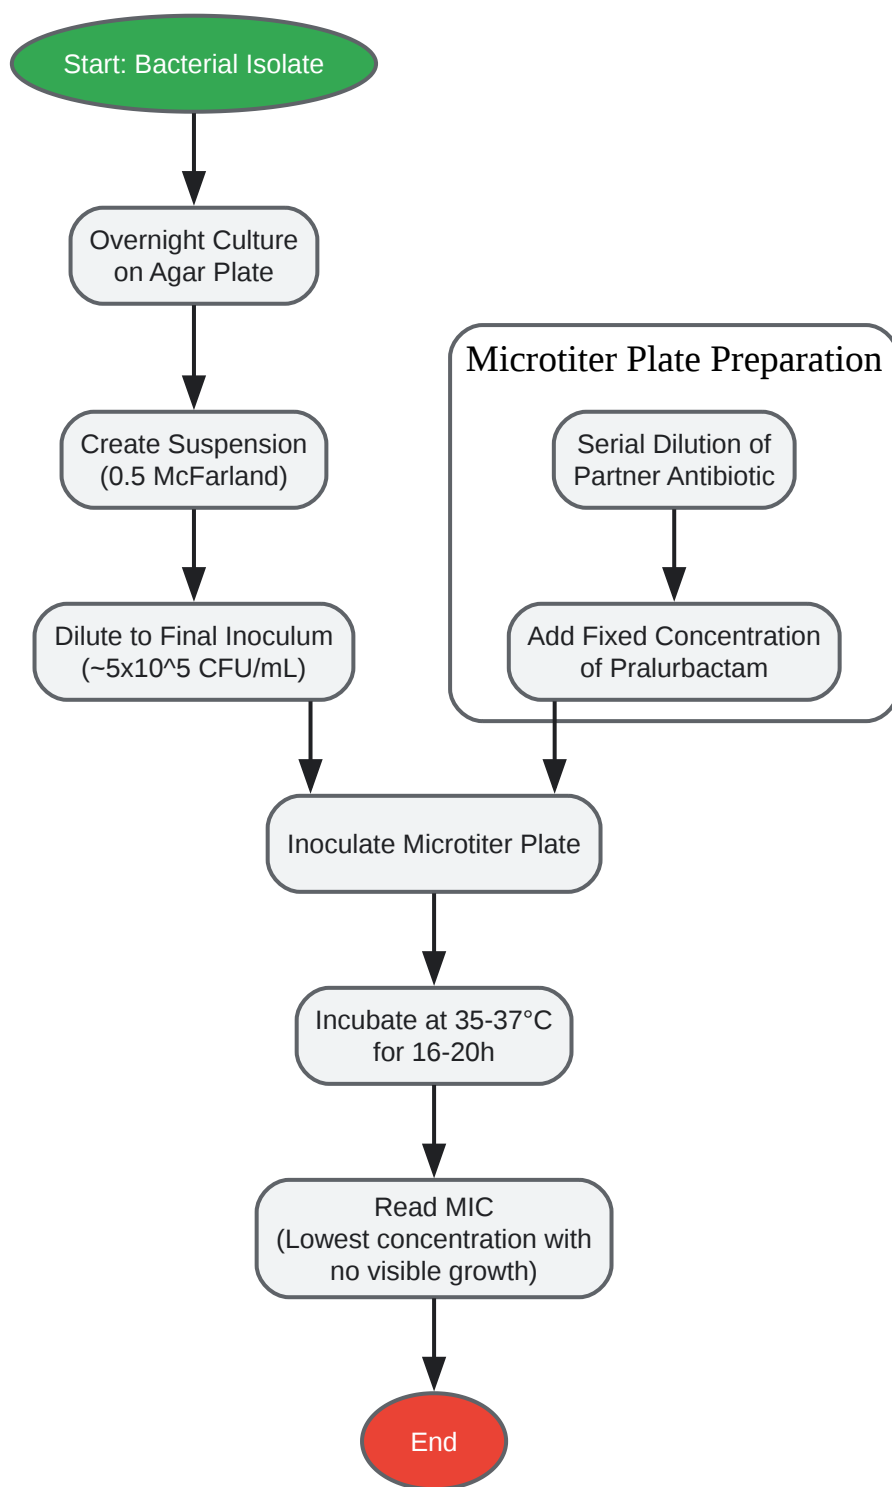 Start: Bacterial Isolate
Overnight Culture
on Agar Plate
Create Suspension
(0.5 McFarland)
Dilute to Final Inoculum
(~5x10^5 CFU/mL)
Microtiter Plate Preparation
Serial Dilution of
Partner Antibiotic
Add Fixed Concentration
of Pralurbactam
Inoculate Microtiter Plate
Incubate at 35-37°C
for 16-20h
Read MIC
(Lowest concentration with
no visible growth)
End